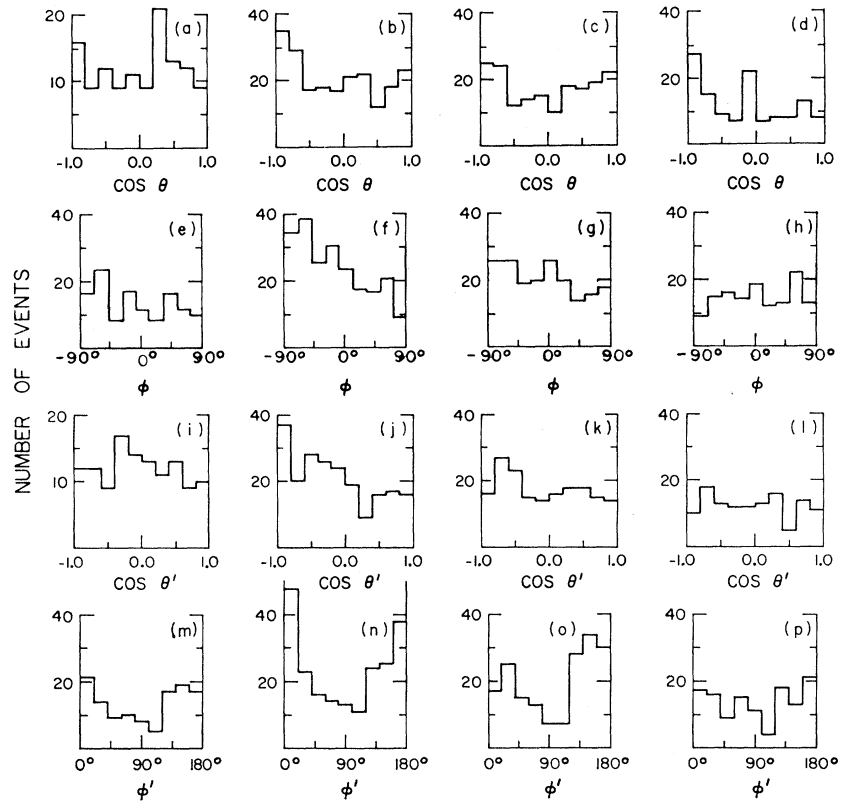 NUMBER OF EVENTS
20 (a) 40 (b) 40 (c) 40 (d)
10 20 20 20
-1.0 0.0 1.0 -1.0 0.0 1.0 -1.0 0.0 1.0 -1.0 0.0 1.0
COS θ COS θ COS θ COS θ
40 (e) 40 (f) 40 (g) 40 (h)
20 20 20 20
-90° 0° 90° -90° 0° 90° -90° 0° 90° -90° 0° 90°
ϕ ϕ ϕ ϕ
20 (i) 40 (j) 40 (k) 40 (l)
10 20 20 20
-1.0 0.0 1.0 -1.0 0.0 1.0 -1.0 0.0 1.0 -1.0 0.0 1.0
COS θ' COS θ' COS θ' COS θ'
40 (m) 40 (n) 40 (o) 40 (p)
20 20 20 20
0° 90° 180° 0° 90° 180° 0° 90° 180° 0° 90° 180°
ϕ' ϕ' ϕ' ϕ'